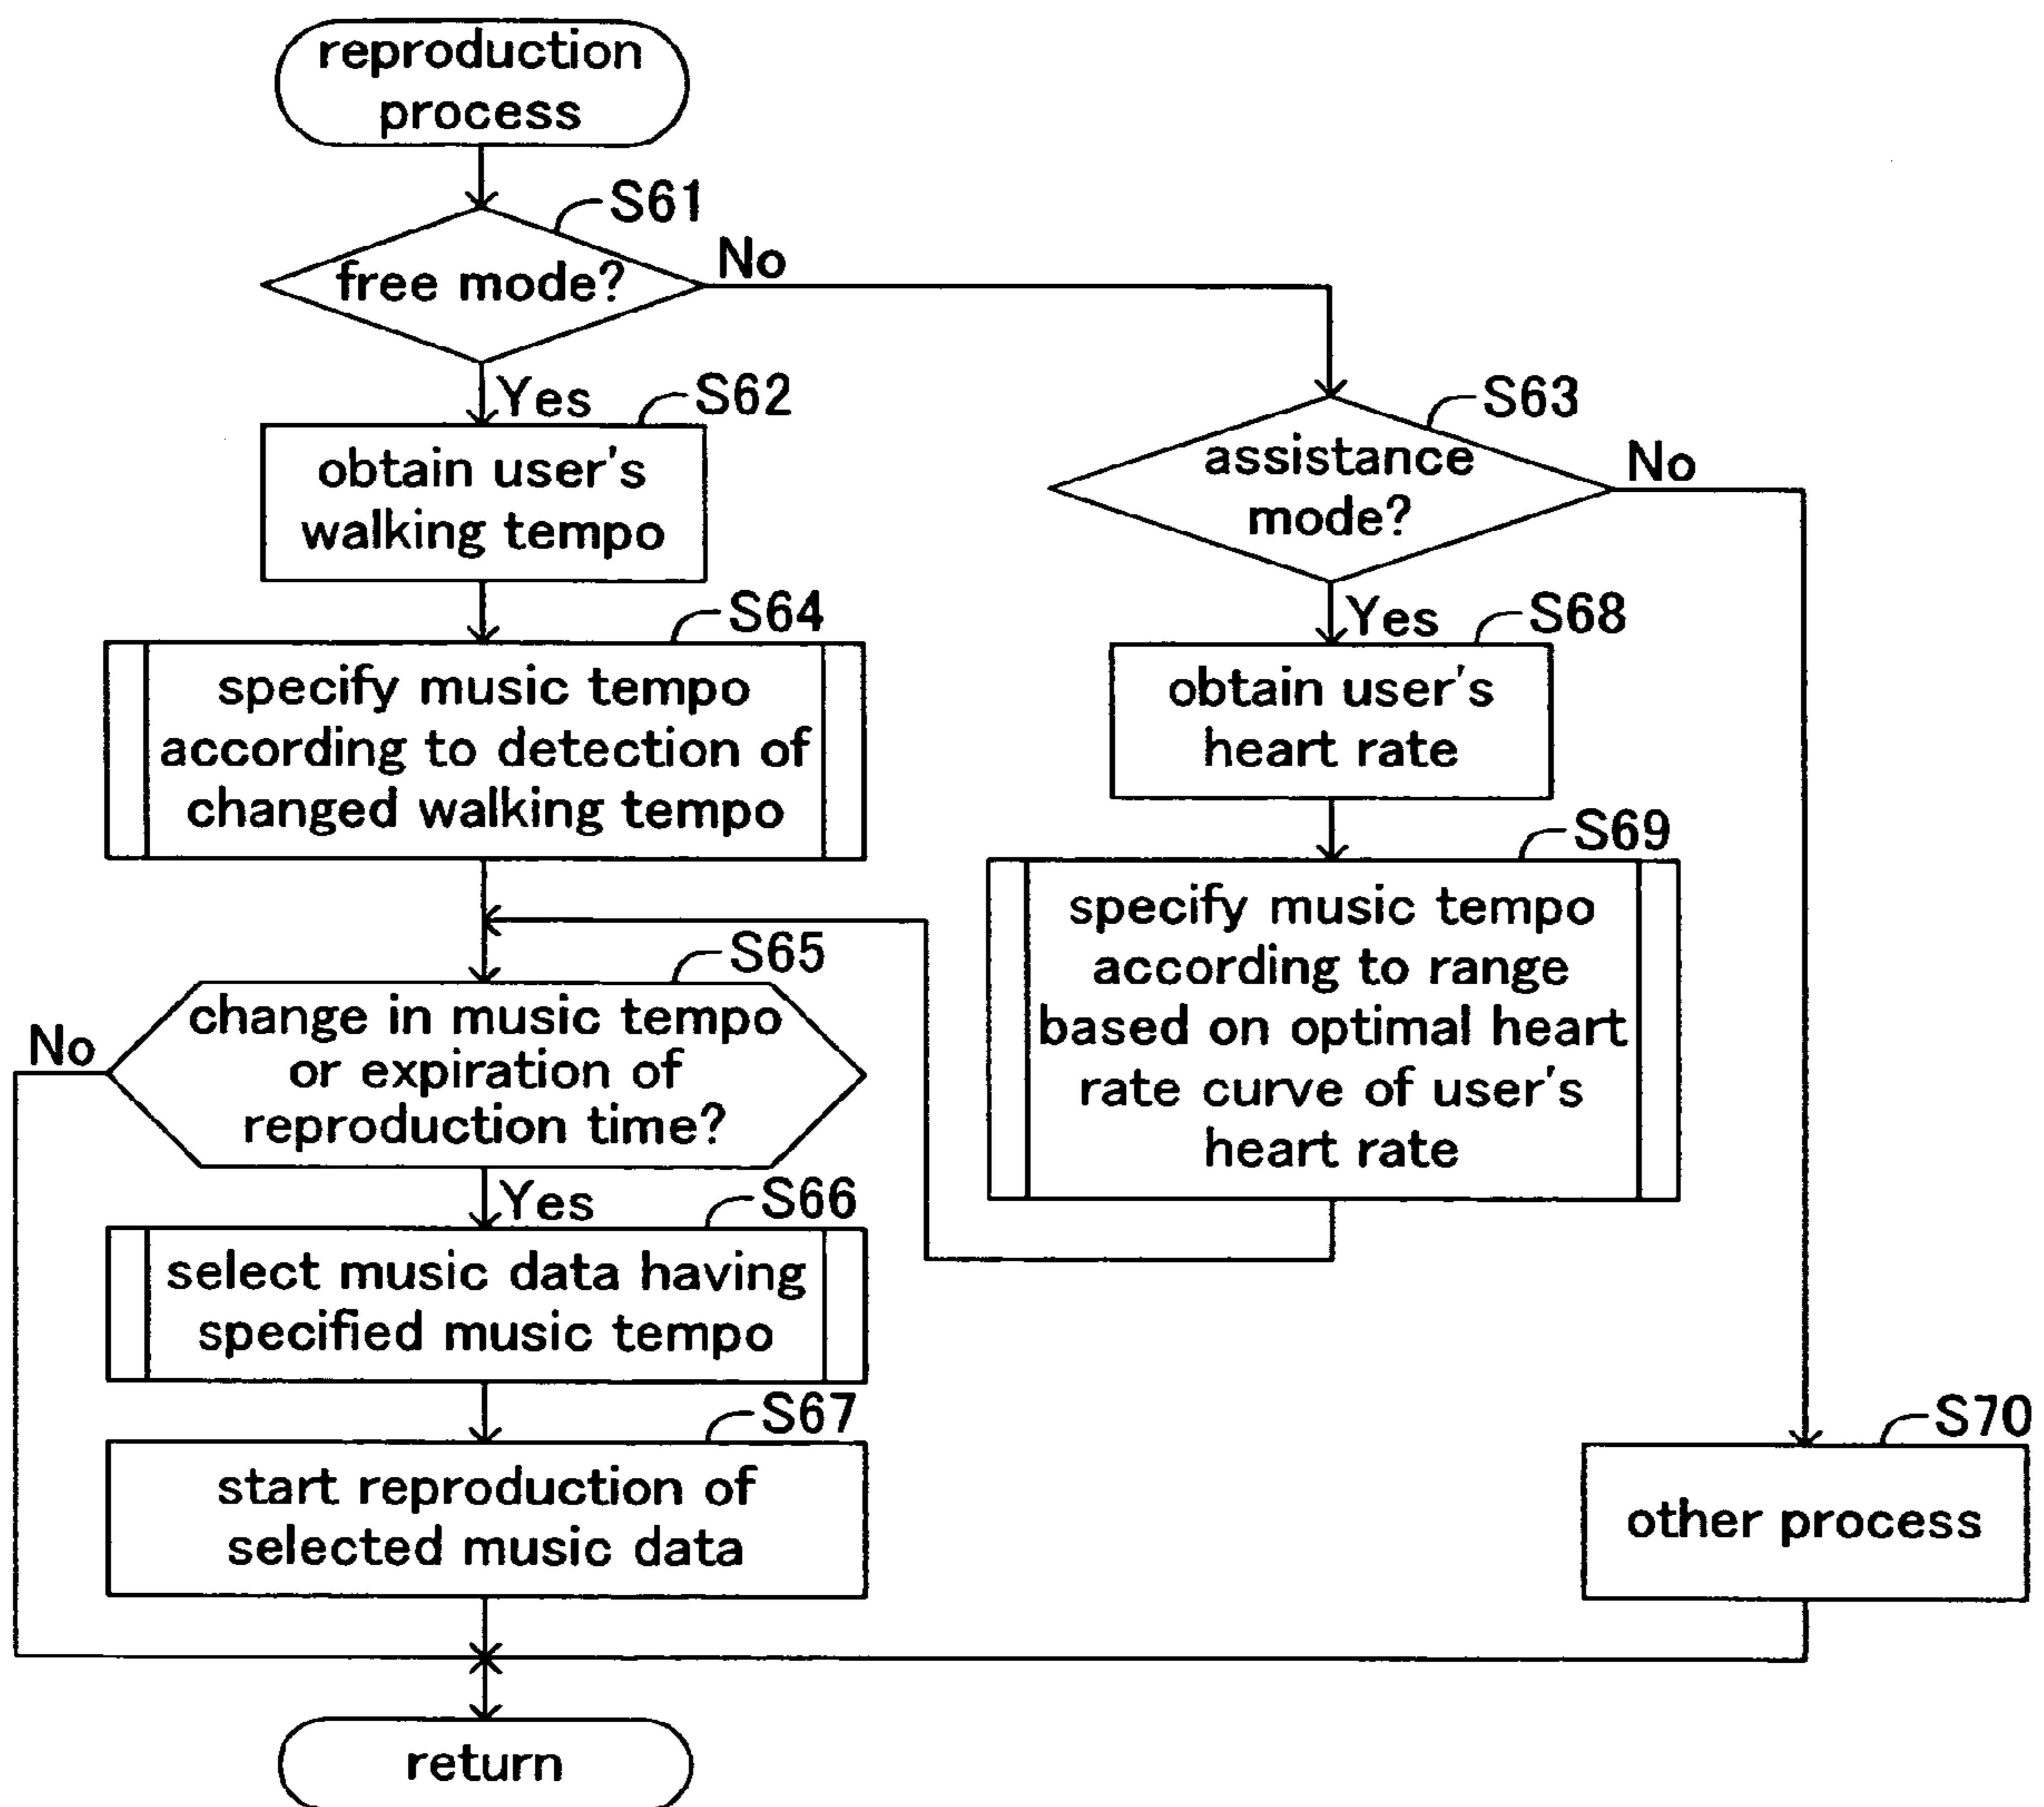 reproduction
process
S61
free mode?
No
Yes
S62
obtain user's
walking tempo
S63
assistance
mode?
No
S64
specify music tempo
according to detection of
changed walking tempo
Yes
S68
obtain user's
heart rate
S69
specify music tempo
according to range
based on optimal heart
rate curve of user's
heart rate
S65
change in music tempo
or expiration of
reproduction time?
No
Yes
S66
select music data having
specified music tempo
S67
start reproduction of
selected music data
S70
other process
return